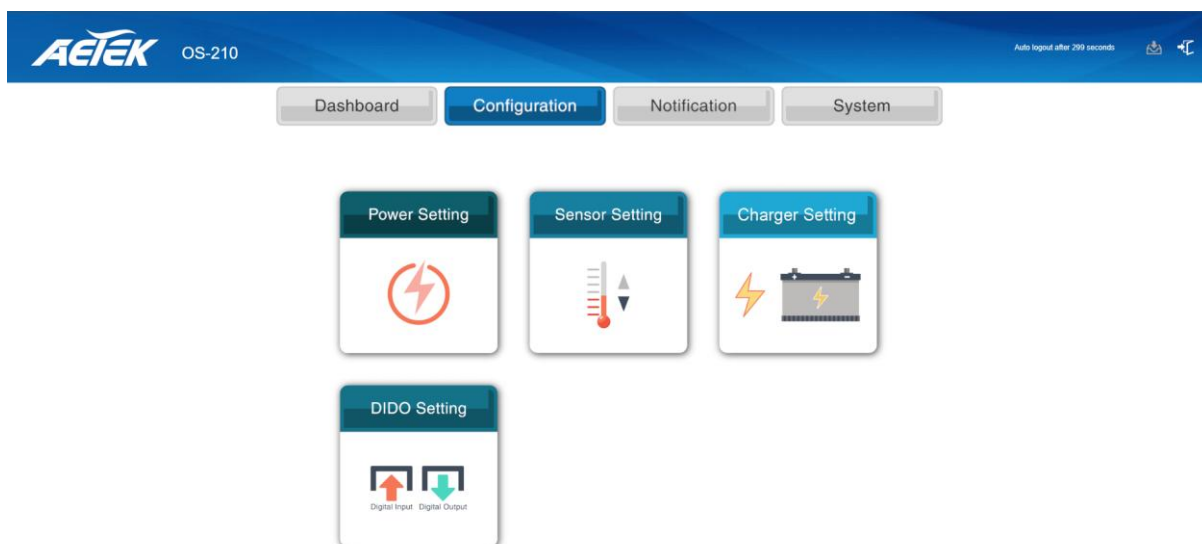 AETEK OS-210
Auto logout after 299 seconds
Dashboard Configuration Notification System
Power Setting Sensor Setting Charger Setting
DIDO Setting
Digital Input Digital Output